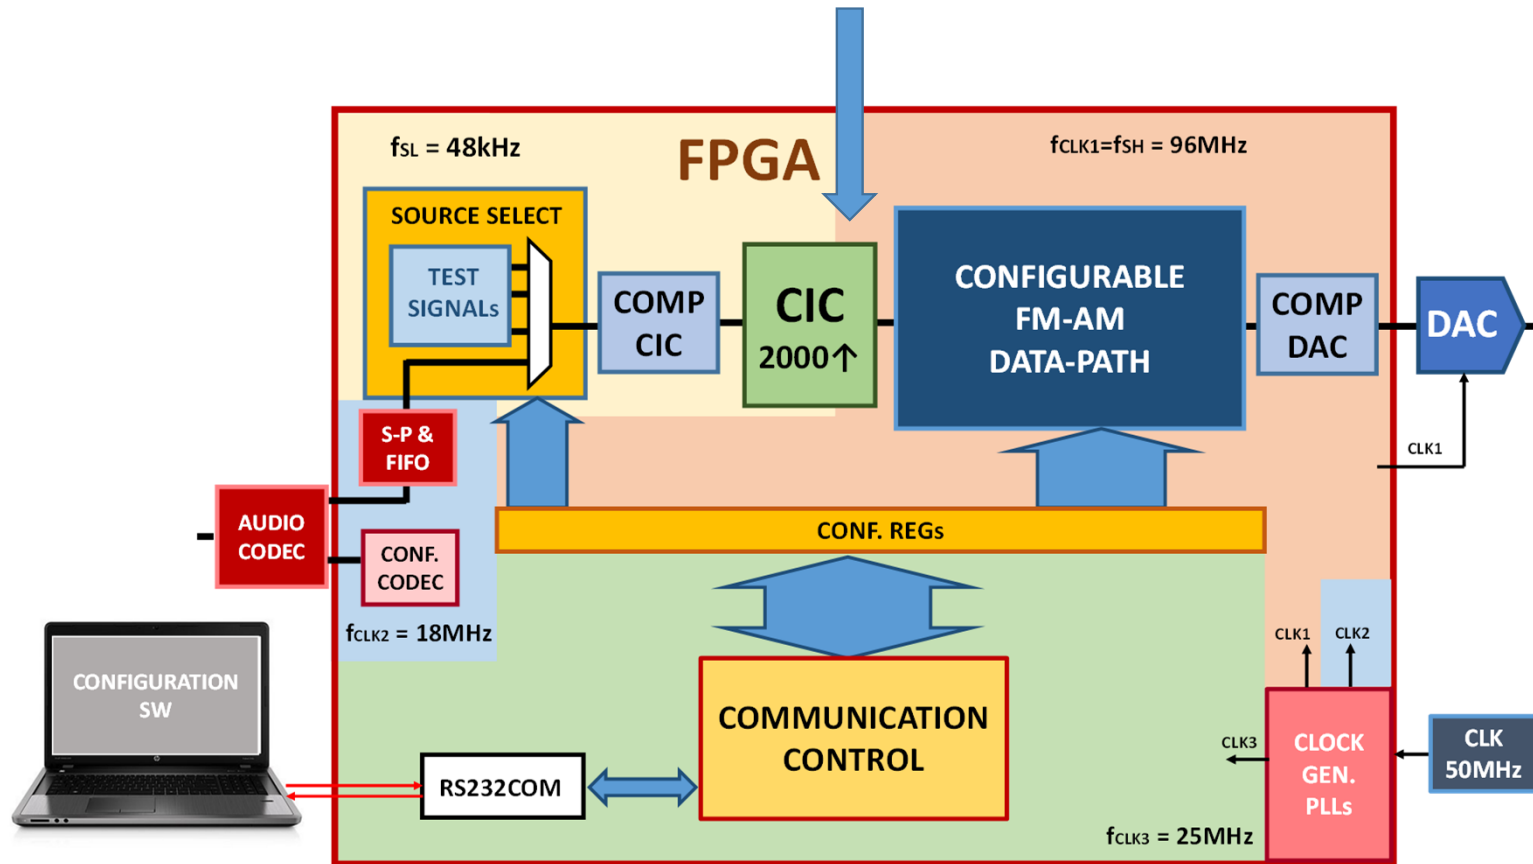 fSL = 48kHz
FPGA
fCLK1=fSH = 96MHz
SOURCE SELECT
TEST
SIGNALs
COMP
CIC
CIC
2000↑
CONFIGURABLE
FM-AM
DATA-PATH
COMP
DAC
DAC
S-P &
FIFO
CLK1
AUDIO
CODEC
CONF. REGs
CONF.
CODEC
fCLK2 = 18MHz
CLK1
CLK2
CONFIGURATION
SW
COMMUNICATION
CONTROL
CLK3
CLOCK
GEN.
PLLs
CLK
50MHz
RS232COM
fCLK3 = 25MHz